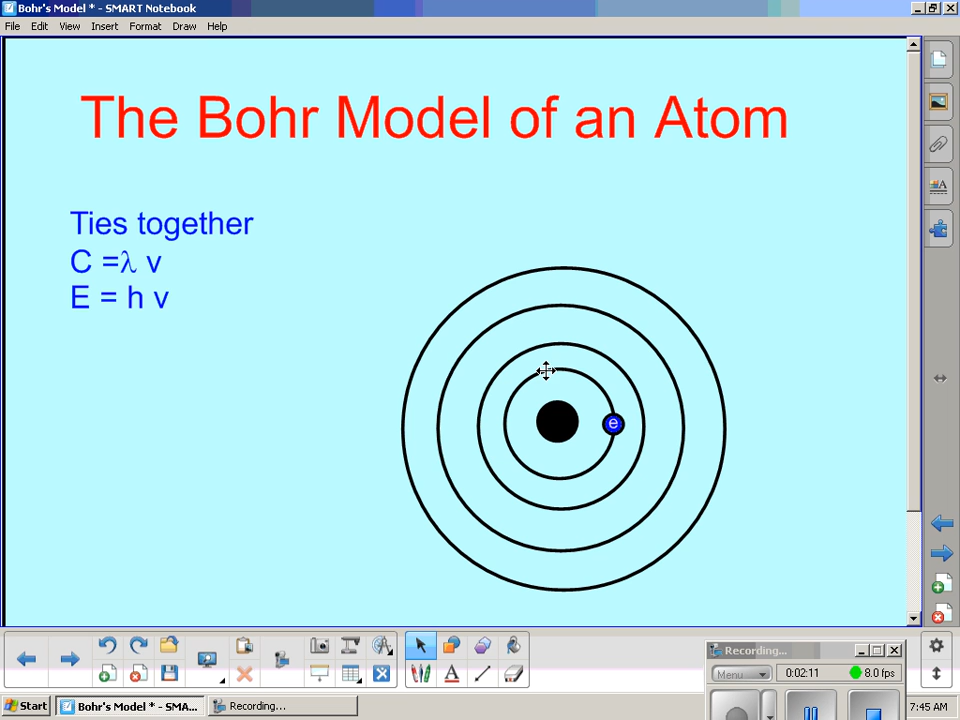 Bohr's Model * - SMART Notebook
File Edit View Insert Format Draw Help
The Bohr Model of an Atom
Ties together
C =λ v
E = h v
e
Recording...
Menu
0:02:11
8.0 fps
Start
Bohr's Model * - SMA...
Recording...
7:45 AM